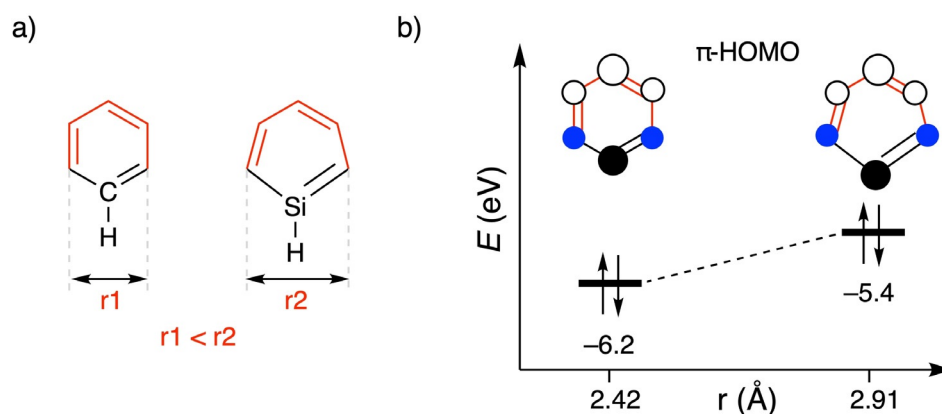 a)
C
H
Si
H
r1
r2
r1 < r2
b)
π-HOMO
E (eV)
–6.2
–5.4
2.42
r (Å)
2.91